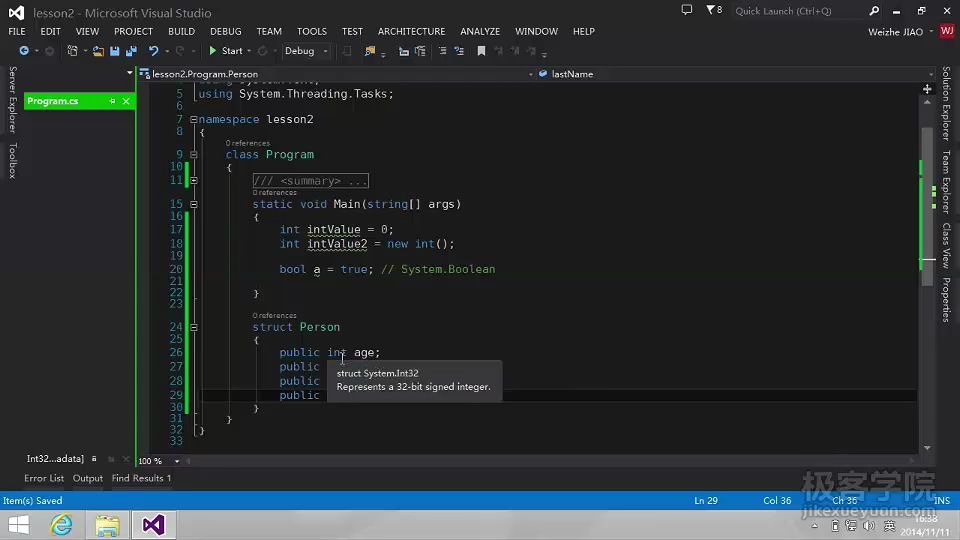 lesson2 - Microsoft Visual Studio
8
Quick Launch (Ctrl+Q)
FILE EDIT VIEW PROJECT BUILD DEBUG TEAM TOOLS TEST ARCHITECTURE ANALYZE WINDOW HELP
Weizhe JIAO WJ
Start Debug
lesson2.Program.Person
lastName
Server Explorer
Toolbox
Program.cs
5 using System.Threading.Tasks;
6
7 namespace lesson2
8 {
0 references
9 class Program
10 {
11 /// <summary> ...
0 references
15 static void Main(string[] args)
16 {
17 int intValue = 0;
18 int intValue2 = new int();
19
20 bool a = true; // System.Boolean
21
22 }
23
0 references
24 struct Person
25 {
26 public int age;
27 public
28 public
29 public
struct System.Int32
Represents a 32-bit signed integer.
30 }
31 }
32 }
33
Solution Explorer
Team Explorer
Class View
Properties
Int32...adata]
100 %
Error List Output Find Results 1
Item(s) Saved
Ln 29 Col 36 Ch 36 INS
极客学院
jikexueyuan.com
英
16:38
2014/11/11